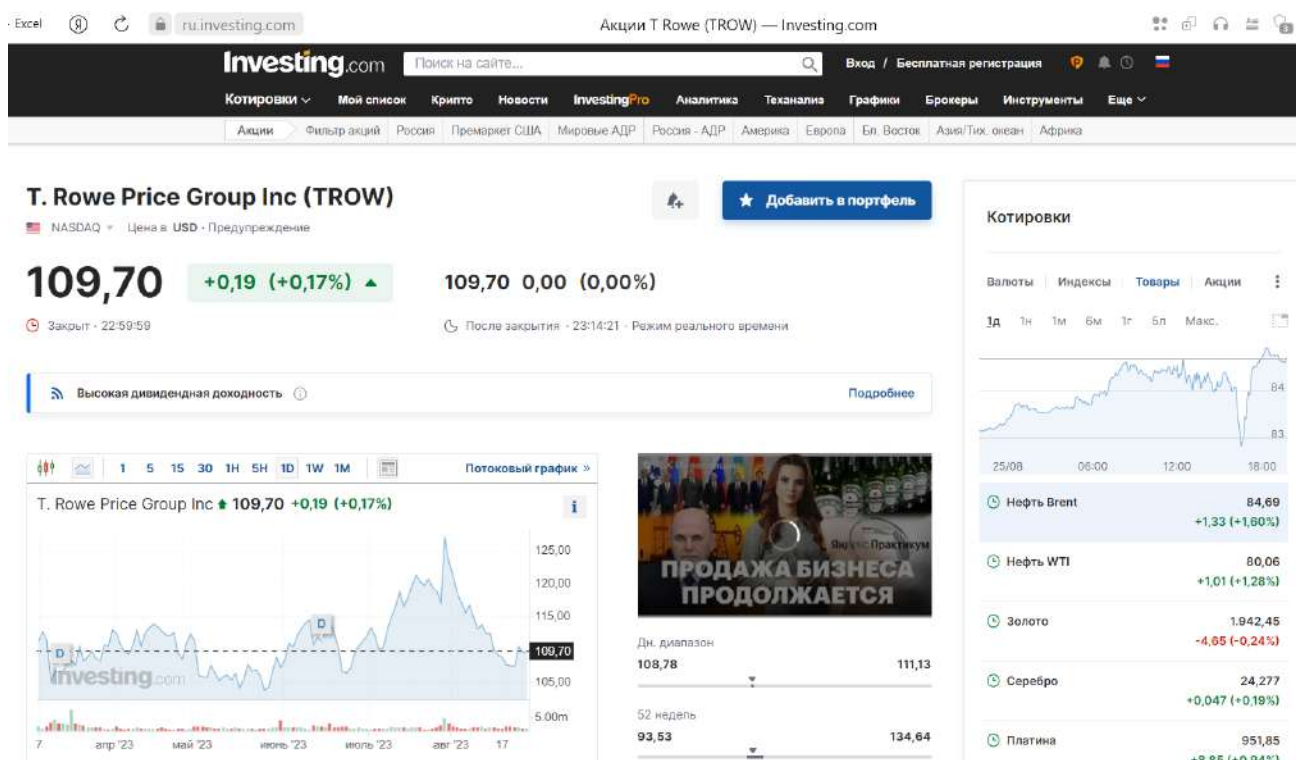 Excel
Я
ru.investing.com
Акции T Rowe (TROW) — Investing.com
3
Investing.com
Поиск на сайте...
Вход / Бесплатная регистрация
Котировки
Мой список
Крипто
Новости
InvestingPro
Аналитика
Теханализ
Графики
Брокеры
Инструменты
Еще
Акции
Фильтр акций
Россия
Премаркет США
Мировые АДР
Россия - АДР
Америка
Европа
Бл. Восток
Азия/Тих. океан
Африка
T. Rowe Price Group Inc (TROW)
NASDAQ
Цена в USD · Предупреждение
Добавить в портфель
109,70
+0,19 (+0,17%)
109,70 0,00 (0,00%)
Закрыт · 22:59:59
После закрытия · 23:14:21 · Режим реального времени
Высокая дивидендная доходность
Подробнее
1 5 15 30 1H 5H 1D 1W 1M
Потоковый график »
T. Rowe Price Group Inc 109,70 +0,19 (+0,17%)
i
125,00
120,00
115,00
109,70
105,00
5.00m
D
D
Investing.com
7 апр '23 май '23 июнь '23 июль '23 авг '23 17
Яндекс Практикум
ПРОДАЖА БИЗНЕСА
ПРОДОЛЖАЕТСЯ
Дн. диапазон
108,78 111,13
52 недель
93,53 134,64
Котировки
Валюты Индексы Товары Акции
1д 1н 1м 6м 1г 5л Макс.
84
83
25/08 06:00 12:00 18:00
Нефть Brent 84,69
+1,33 (+1,60%)
Нефть WTI 80,06
+1,01 (+1,28%)
Золото 1.942,45
-4,65 (-0,24%)
Серебро 24,277
+0,047 (+0,19%)
Платина 951,85
+8,85 (+0,94%)